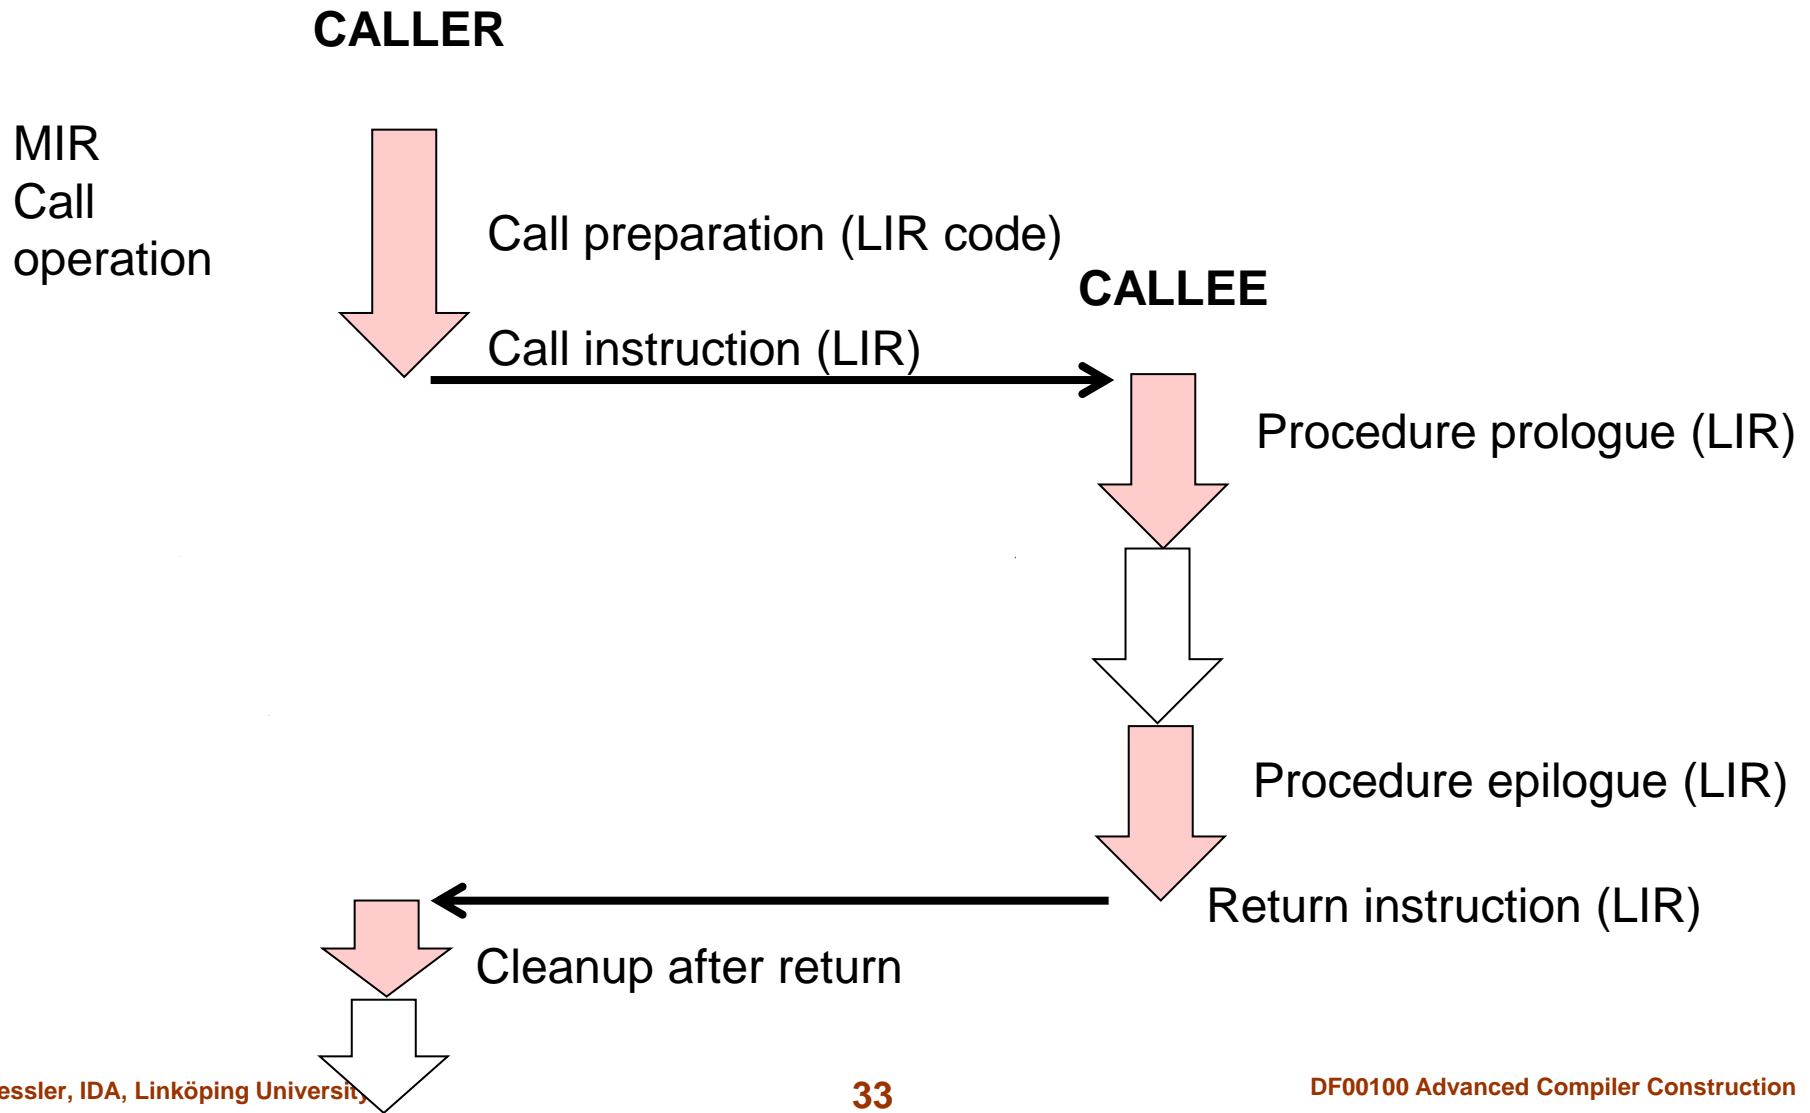 CALLER
MIR
Call
operation
Call preparation (LIR code)
CALLEE
Call instruction (LIR)
Procedure prologue (LIR)
Procedure epilogue (LIR)
Return instruction (LIR)
Cleanup after return
essler, IDA, Linköping University
33
DF00100 Advanced Compiler Construction